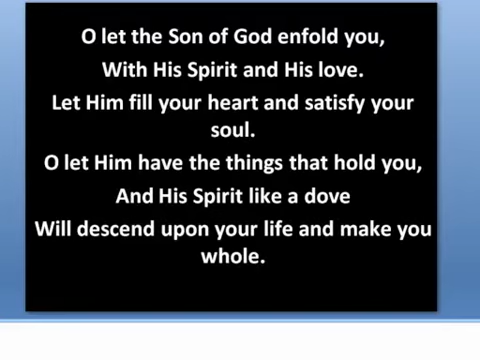 O let the Son of God enfold you,
With His Spirit and His love.
Let Him fill your heart and satisfy your
soul.
O let Him have the things that hold you,
And His Spirit like a dove
Will descend upon your life and make you
whole.